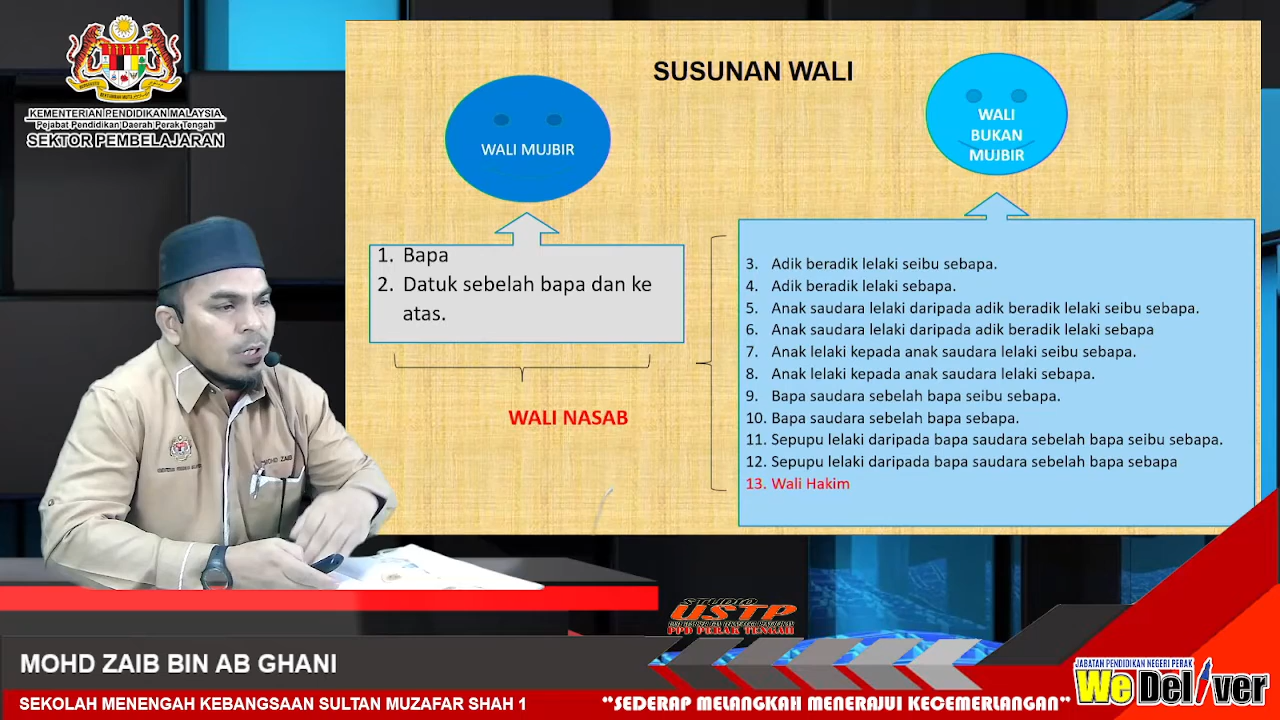 KEMENTERIAN PENDIDIKAN MALAYSIA
Pejabat Pendidikan Daerah Perak Tengah
SEKTOR PEMBELAJARAN
SUSUNAN WALI
WALI MUJBIR
WALI
BUKAN
MUJBIR
1. Bapa
2. Datuk sebelah bapa dan ke
atas.
WALI NASAB
3. Adik beradik lelaki seibu sebapa.
4. Adik beradik lelaki sebapa.
5. Anak saudara lelaki daripada adik beradik lelaki seibu sebapa.
6. Anak saudara lelaki daripada adik beradik lelaki sebapa
7. Anak lelaki kepada anak saudara lelaki seibu sebapa.
8. Anak lelaki kepada anak saudara lelaki sebapa.
9. Bapa saudara sebelah bapa seibu sebapa.
10. Bapa saudara sebelah bapa sebapa.
11. Sepupu lelaki daripada bapa saudara sebelah bapa seibu sebapa.
12. Sepupu lelaki daripada bapa saudara sebelah bapa sebapa
13. Wali Hakim
MOHD ZAIB
STUDIO
USTP
PPD PERAK TENGAH
MOHD ZAIB BIN AB GHANI
SEKOLAH MENENGAH KEBANGSAAN SULTAN MUZAFAR SHAH 1
"SEDERAP MELANGKAH MENERAJUI KECEMERLANGAN"
JABATAN PENDIDIKAN NEGERI PERAK
We Deliver